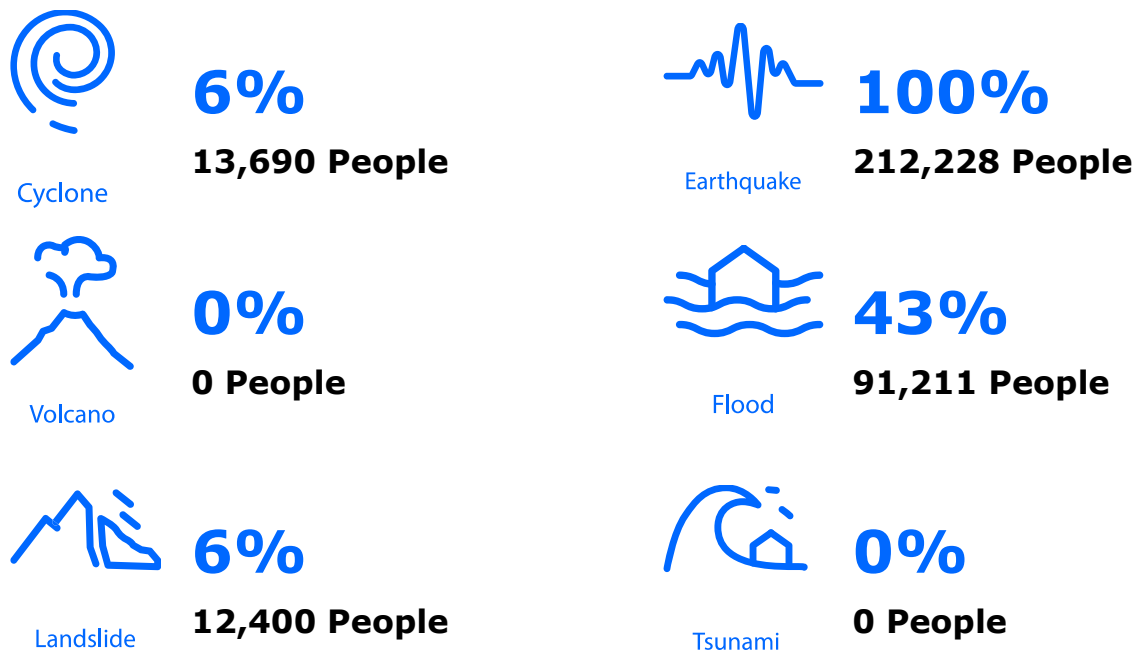 6%
13,690 People
Cyclone
100%
212,228 People
Earthquake
0%
0 People
Volcano
43%
91,211 People
Flood
6%
12,400 People
Landslide
0%
0 People
Tsunami